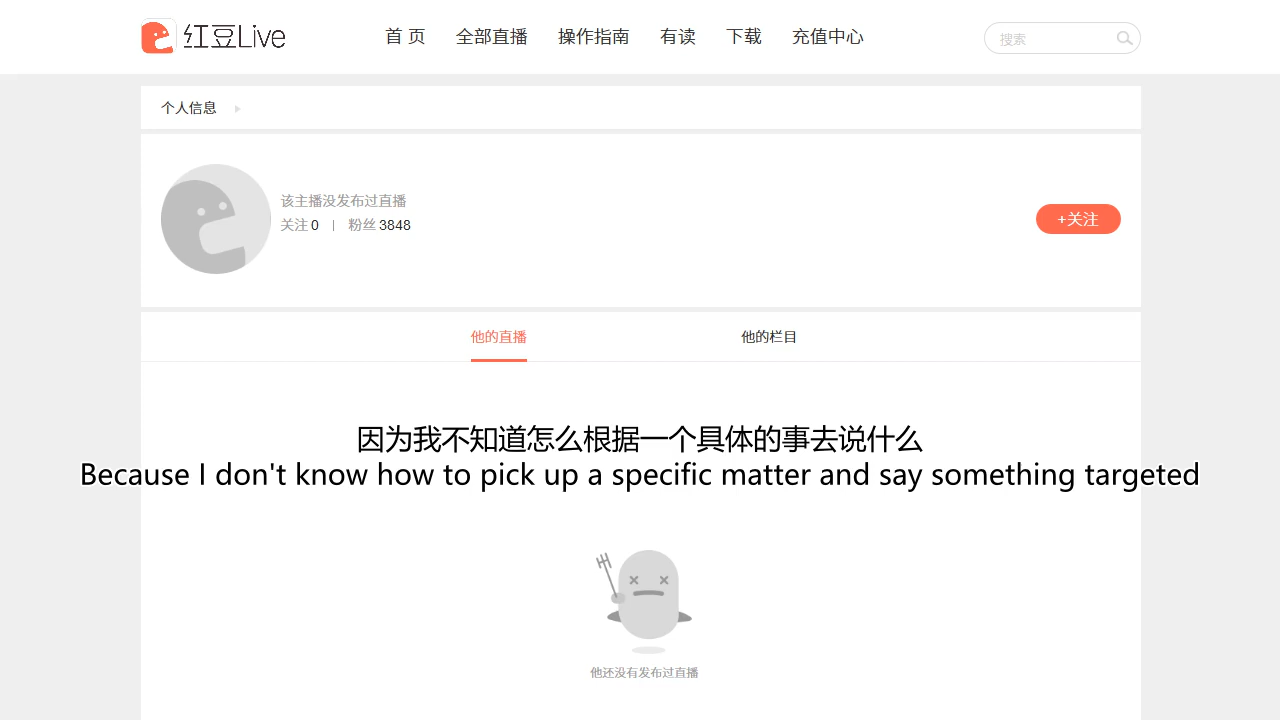 红豆Live
首 页 全部直播 操作指南 有读 下载 充值中心
搜索
个人信息
该主播没发布过直播
关注 0 | 粉丝 3848
+关注
他的直播 他的栏目
因为我不知道怎么根据一个具体的事去说什么
Because I don't know how to pick up a specific matter and say something targeted
他还没有发布过直播